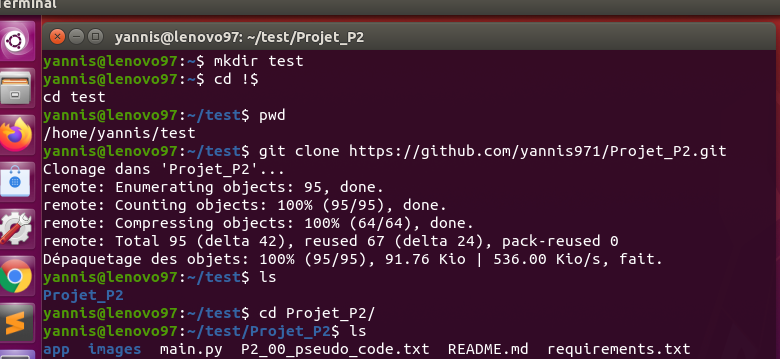 Terminal
yannis@lenovo97: ~/test/Projet_P2
yannis@lenovo97:~$ mkdir test
yannis@lenovo97:~$ cd !$
cd test
yannis@lenovo97:~/test$ pwd
/home/yannis/test
yannis@lenovo97:~/test$ git clone https://github.com/yannis971/Projet_P2.git
Clonage dans 'Projet_P2'...
remote: Enumerating objects: 95, done.
remote: Counting objects: 100% (95/95), done.
remote: Compressing objects: 100% (64/64), done.
remote: Total 95 (delta 42), reused 67 (delta 24), pack-reused 0
Dépaquetage des objets: 100% (95/95), 91.76 Kio | 536.00 Kio/s, fait.
yannis@lenovo97:~/test$ ls
Projet_P2
yannis@lenovo97:~/test$ cd Projet_P2/
yannis@lenovo97:~/test/Projet_P2$ ls
app  images  main.py  P2_00_pseudo_code.txt  README.md  requirements.txt